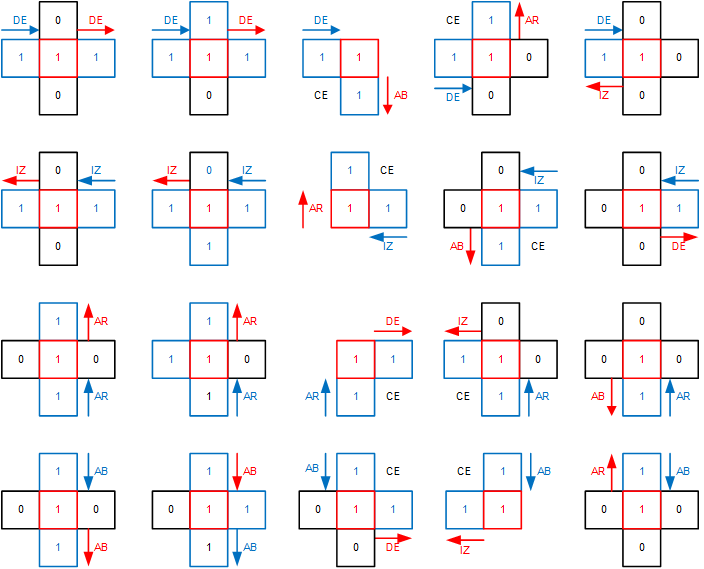 DE 0 DE DE 1 DE DE CE 1 AR DE 0
1 1 1 1 1 1 1 1 1 1 0 1 1 0
0 0 CE 1 AB DE 0 IZ 0
IZ 0 IZ IZ 0 IZ 1 CE 0 IZ 0 IZ
1 1 1 1 1 1 AR 1 1 0 1 1 0 1 1
0 1 IZ AB 1 CE 0 DE
1 AR 1 AR DE IZ 0 0
0 1 0 1 1 0 1 1 1 1 0 0 1 0
1 AR 1 AR AR 1 CE CE 1 AR AB 1 AR
1 AB 1 AB AB 1 CE CE 1 AB AR 1 AB
0 1 0 0 1 1 0 1 1 1 1 0 1 0
1 AB 1 AB 0 DE IZ 0